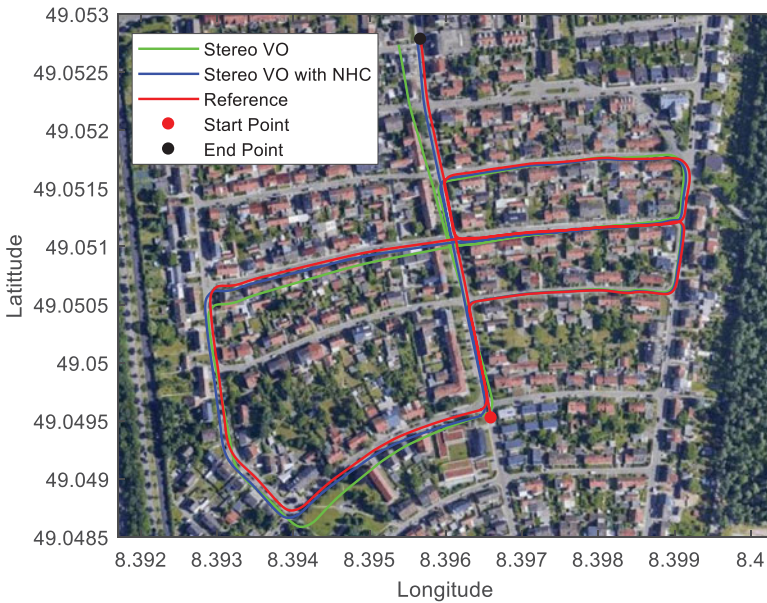 Stereo VO
Stereo VO with NHC
Reference
Start Point
End Point
Latittude
49.053
49.0525
49.052
49.0515
49.051
49.0505
49.05
49.0495
49.049
49.0485
8.392 8.393 8.394 8.395 8.396 8.397 8.398 8.399 8.4
Longitude